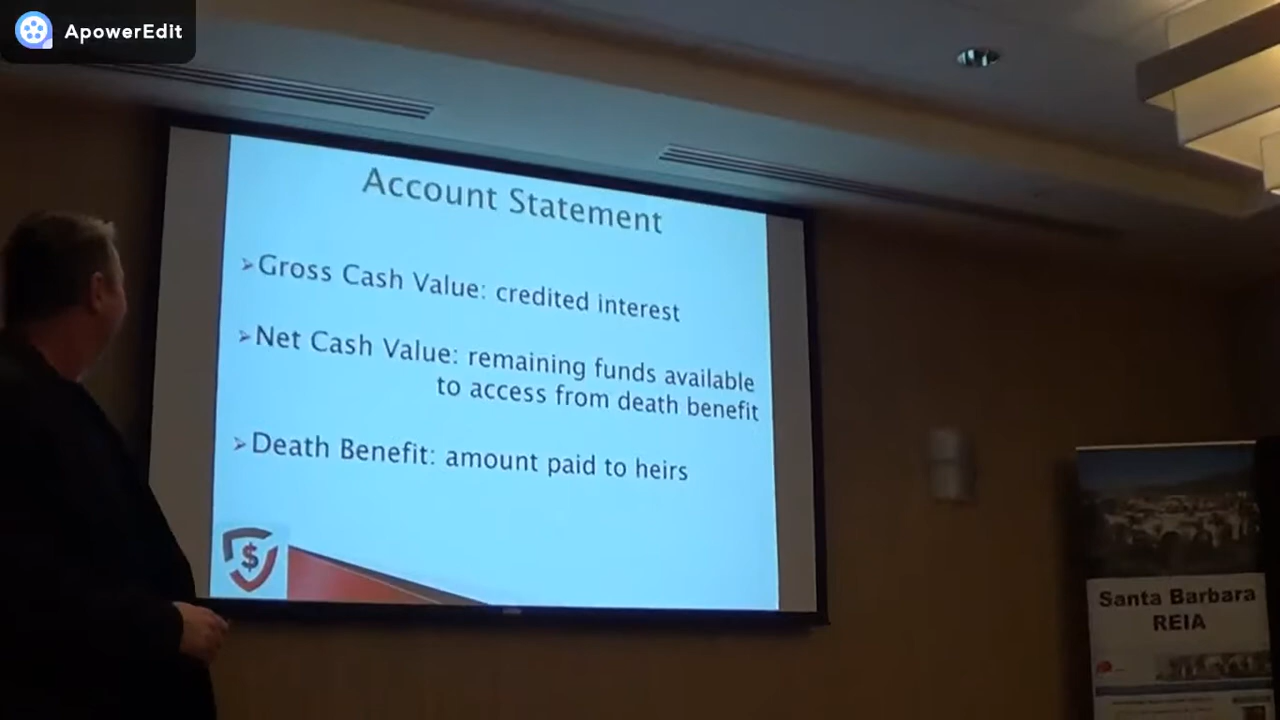 ApowerEdit
Account Statement
➢Gross Cash Value: credited interest
➢Net Cash Value: remaining funds available
to access from death benefit
➢Death Benefit: amount paid to heirs
$
Santa Barbara
REIA